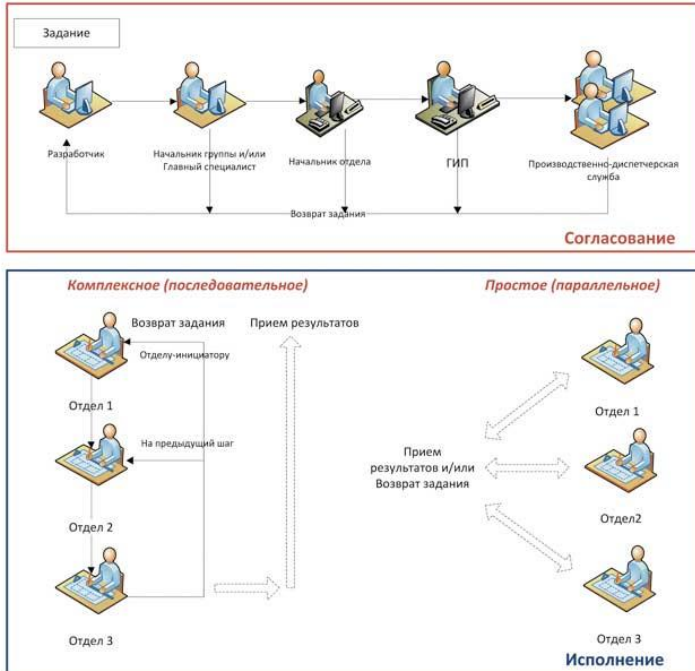 Задание
Разработчик
Начальник группы и/или
Главный специалист
Начальник отдела
ГИП
Производственно-диспетчерская
служба
Возврат задания
Согласование
Комплексное (последовательное)
Простое (параллельное)
Возврат задания
Прием результатов
Отделу-инициатору
Отдел 1
На предыдущий шаг
Отдел 2
Отдел 3
Прием
результатов и/или
Возврат задания
Отдел 1
Отдел2
Отдел 3
Исполнение